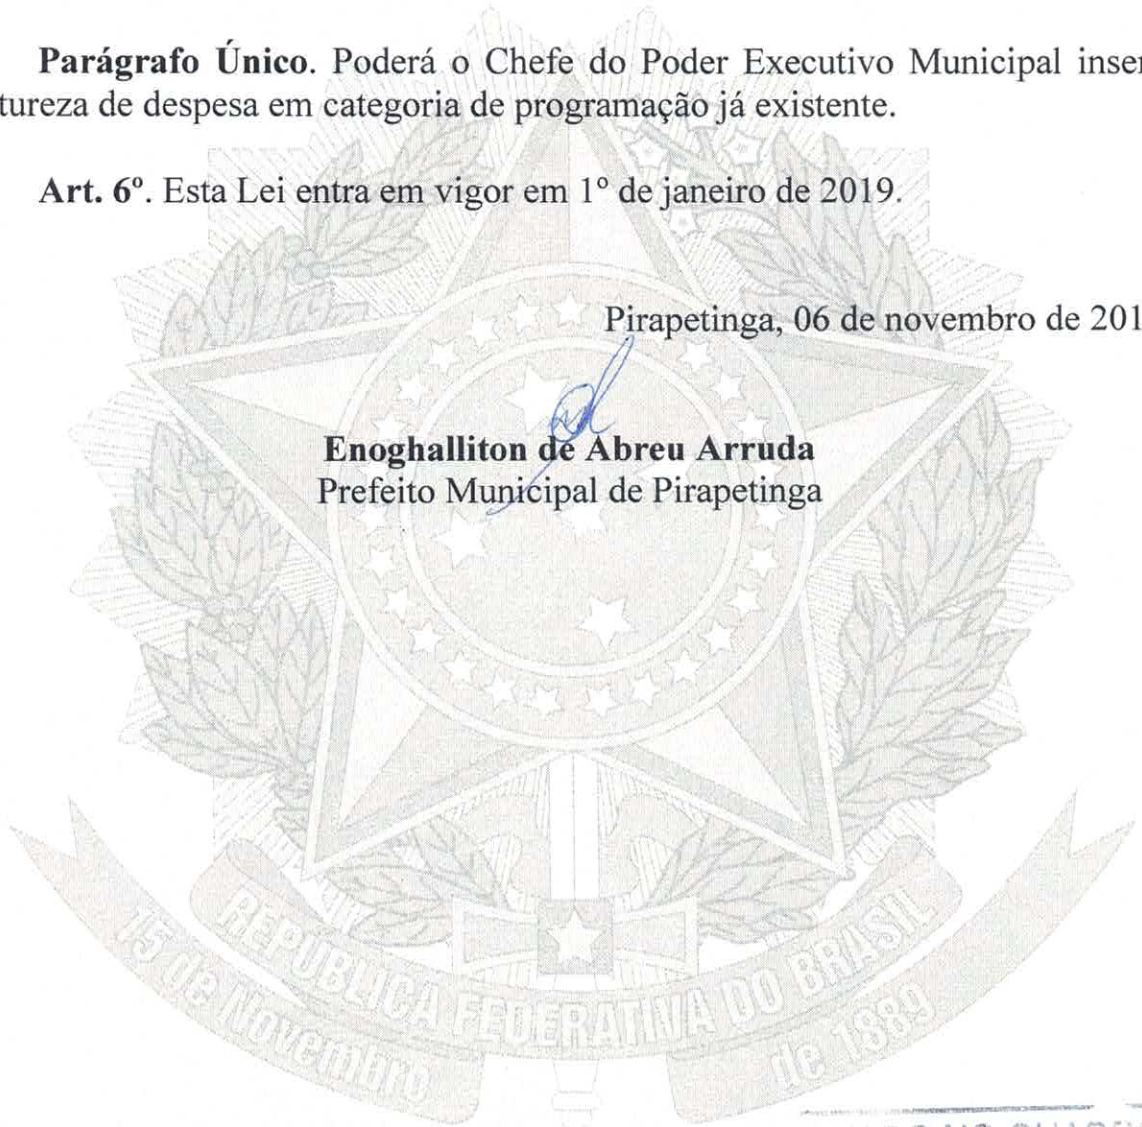 Parágrafo Único. Poderá o Chefe do Poder Executivo Municipal inser
tureza de despesa em categoria de programação já existente.
Art. 6º. Esta Lei entra em vigor em 1º de janeiro de 2019.
Pirapetinga, 06 de novembro de 201
Enoghalliton de Abreu Arruda
Prefeito Municipal de Pirapetinga
REPÚBLICA FEDERATIVA DO BRASIL
15 de Novembro de 1889